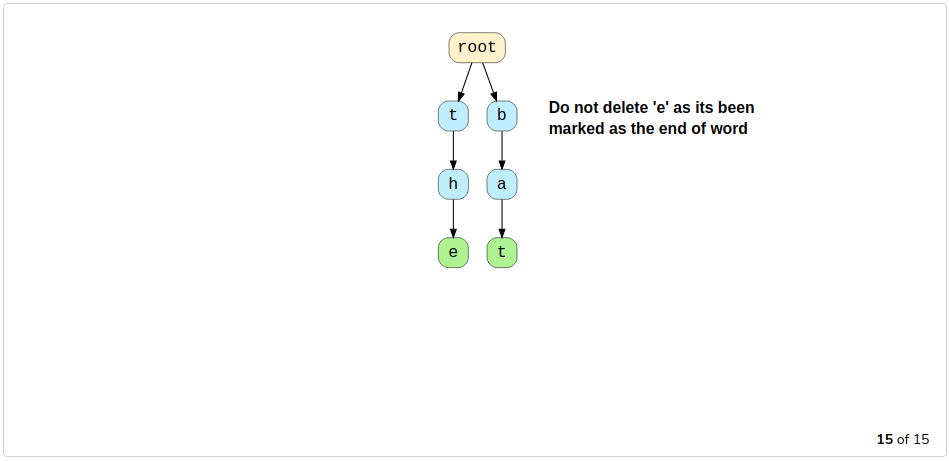 root
t b
Do not delete 'e' as its been
marked as the end of word
h a
e t
15 of 15